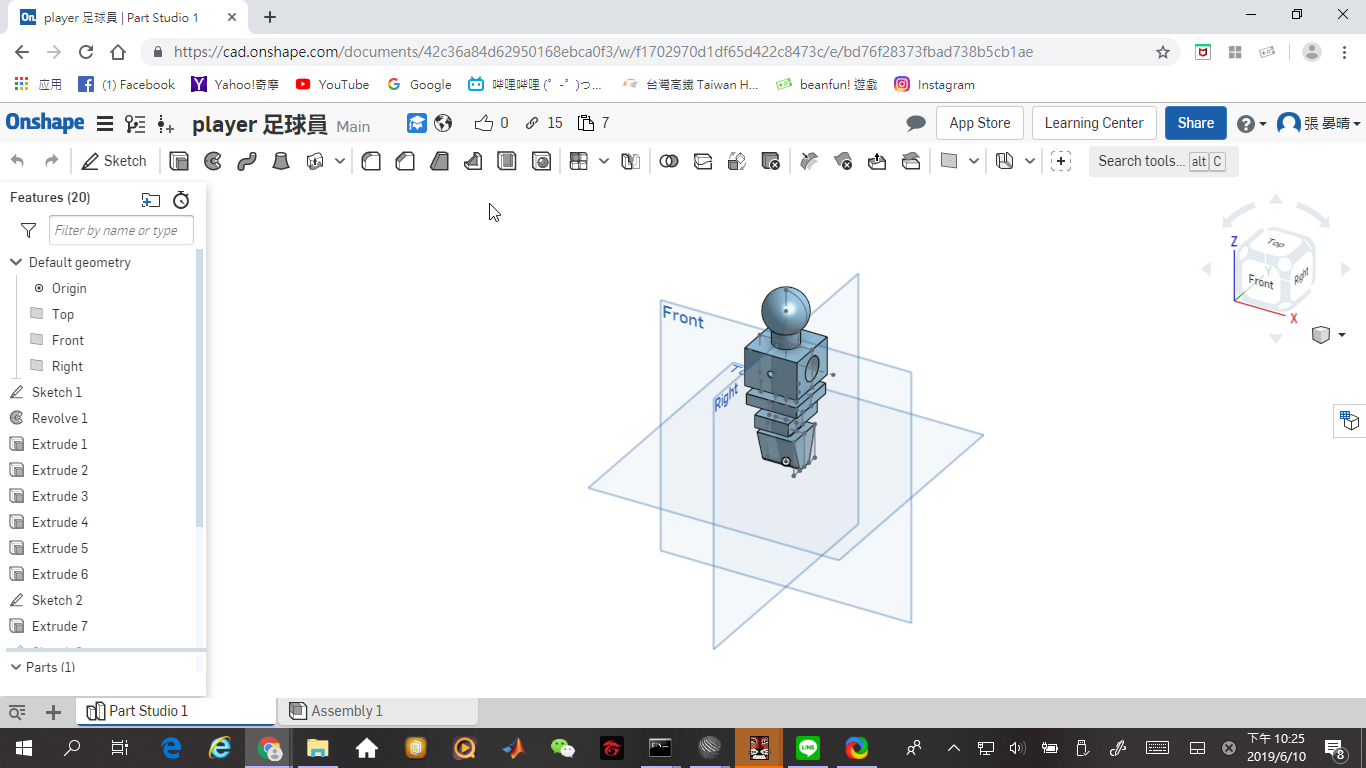 player 足球員 | Part Studio 1
https://cad.onshape.com/documents/42c36a84d62950168ebca0f3/w/f1702970d1df65d422c8473c/e/bd76f28373fbad738b5cb1ae
應用 (1) Facebook Yahoo!奇摩 YouTube Google 哔哩哔哩 (゜-゜)つ... 台灣高鐵 Taiwan H... beanfun! 遊戲 Instagram
Onshape player 足球員 Main 0 15 7 App Store Learning Center Share 張 晏晴
Sketch Search tools... alt C
Features (20)
Filter by name or type
Default geometry
Origin
Top
Front
Right
Sketch 1
Revolve 1
Extrude 1
Extrude 2
Extrude 3
Extrude 4
Extrude 5
Extrude 6
Sketch 2
Extrude 7
Parts (1)
Front
Right
Top
Front
Right
Z
Y
X
Part Studio 1 Assembly 1
下午 10:25
2019/6/10
8